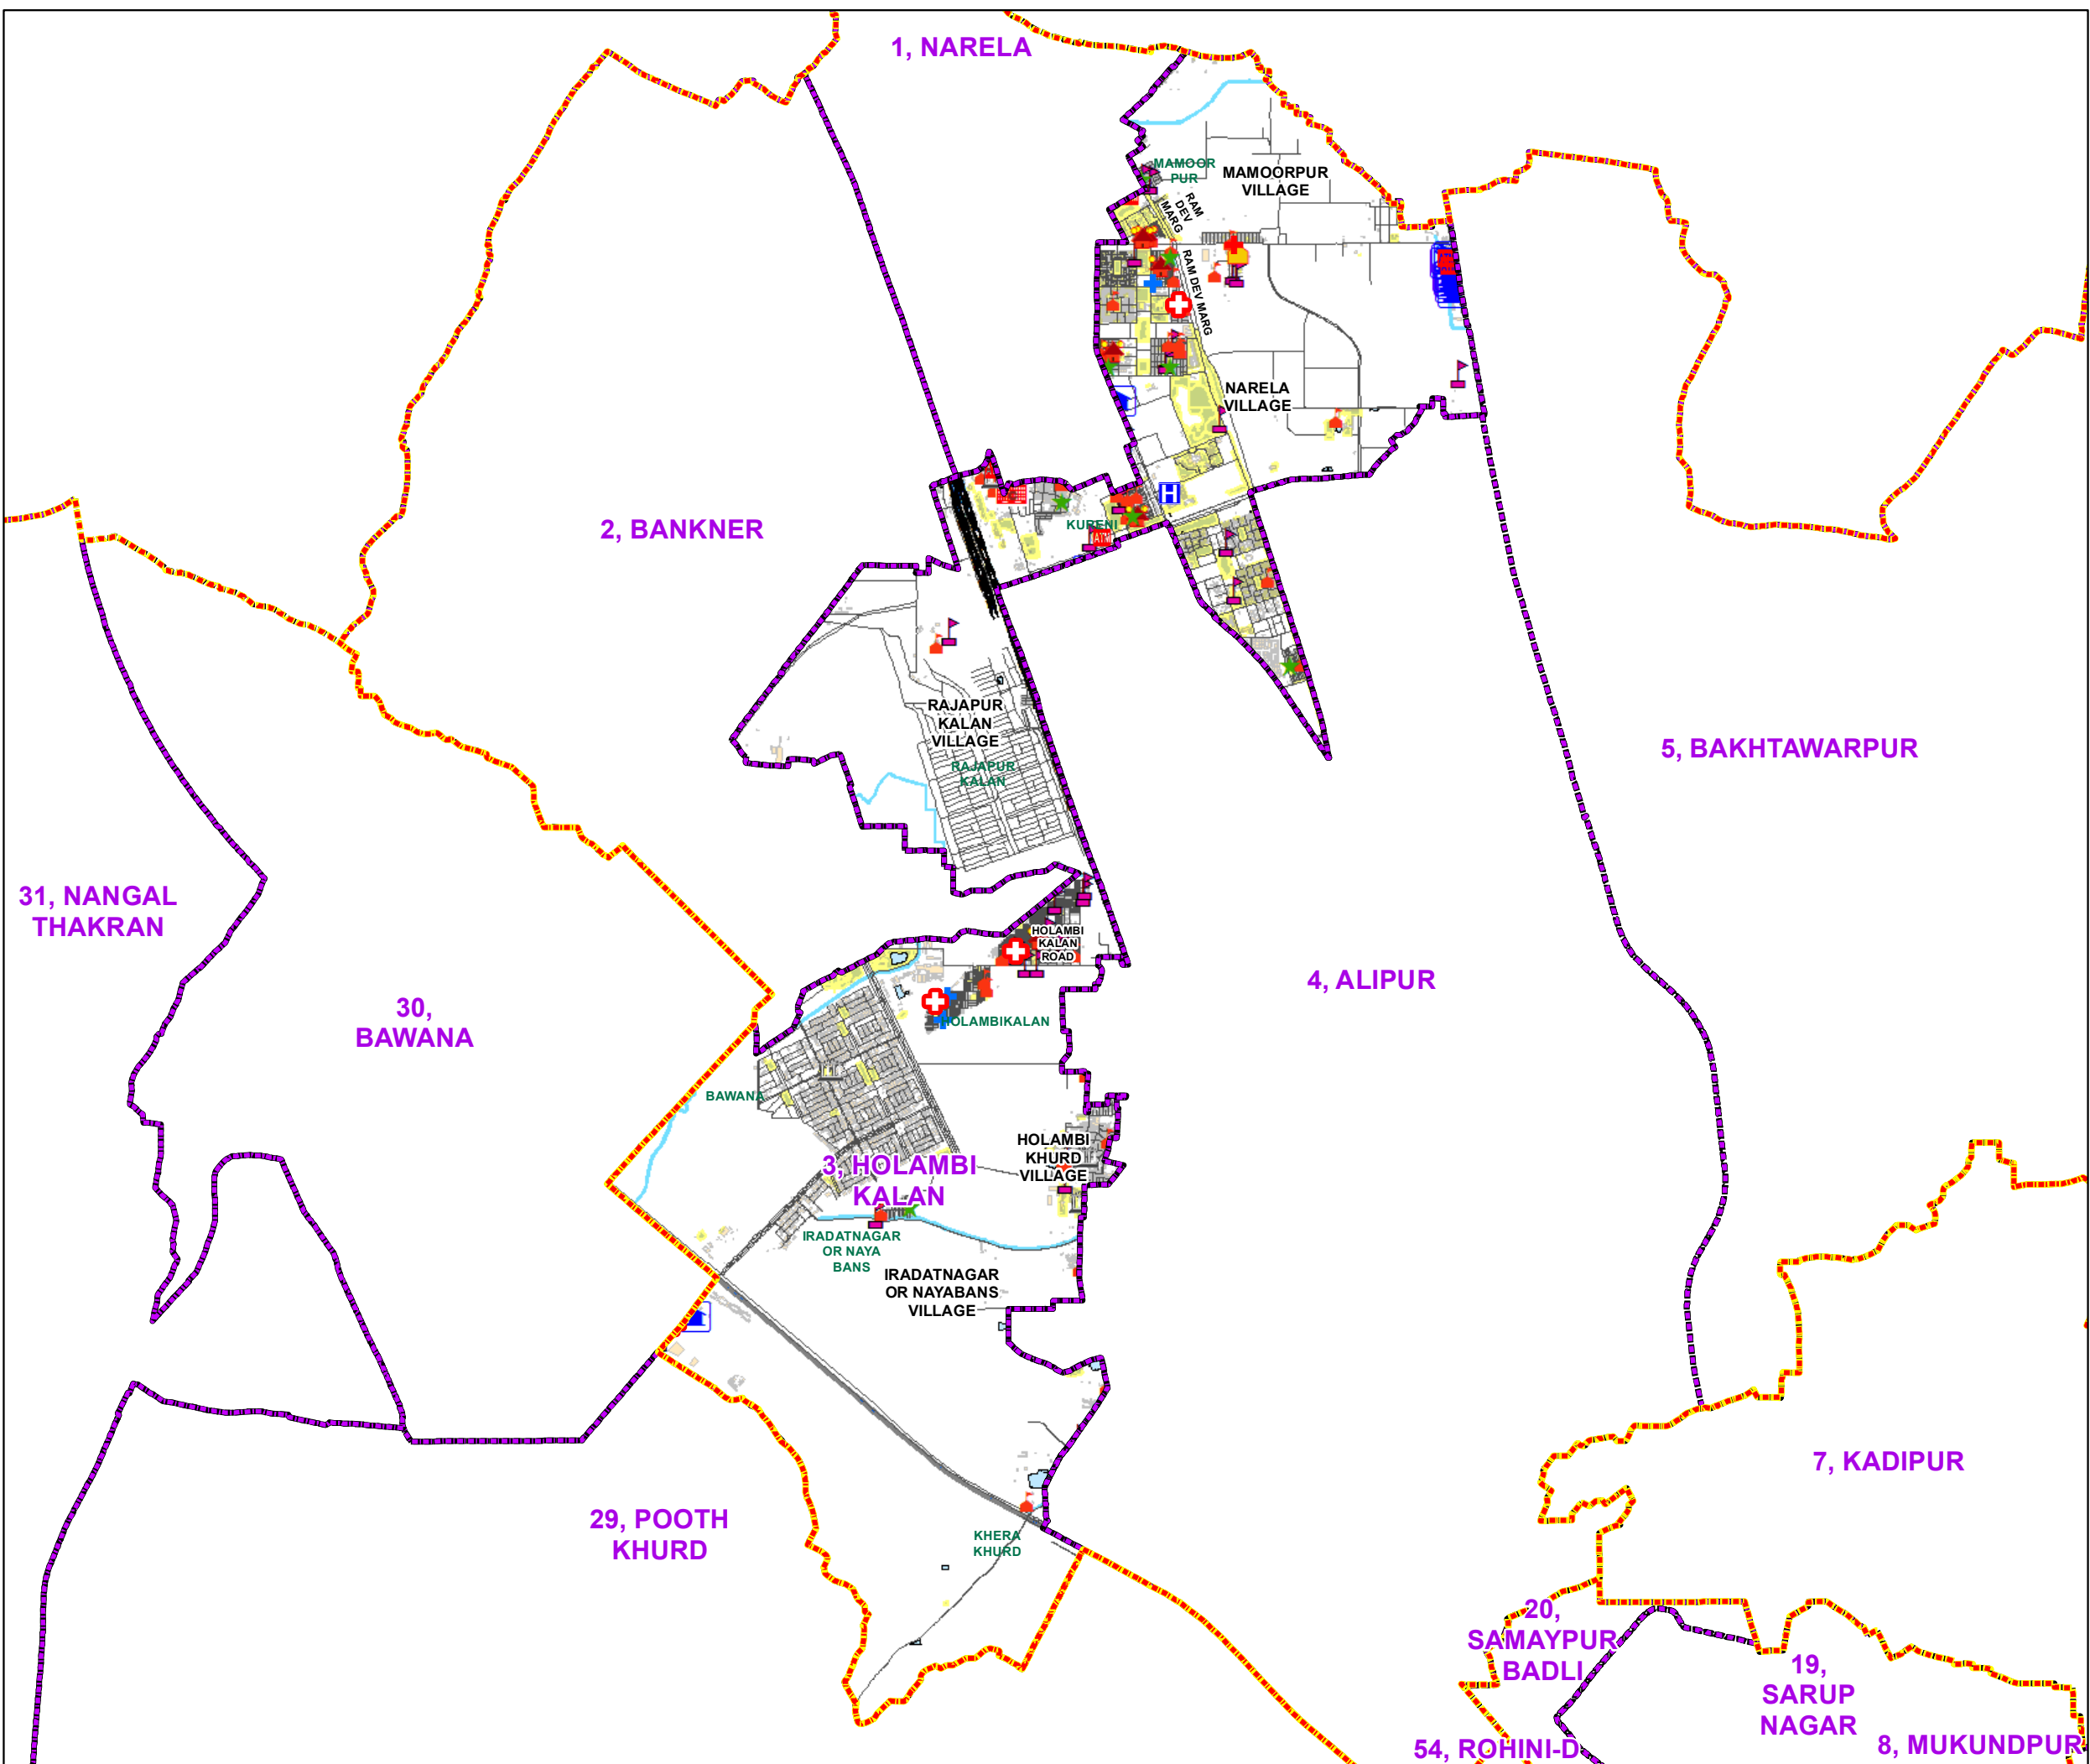 1, NARELA
MAMOOR
PUR
MAMOORPUR
VILLAGE
RAM
DEV
MARG
RAM DEV MARG
NARELA
VILLAGE
H
2, BANKNER
KURENI
ATM
RAJAPUR
KALAN
VILLAGE
RAJAPUR
KALAN
5, BAKHTAWARPUR
31, NANGAL
THAKRAN
HOLAMBI
KALAN
ROAD
4, ALIPUR
30,
BAWANA
HOLAMBIKALAN
BAWANA
HOLAMBI
KHURD
VILLAGE
3, HOLAMBI
KALAN
IRADATNAGAR
OR NAYA
BANS
IRADATNAGAR
OR NAYABANS
VILLAGE
7, KADIPUR
29, POOTH
KHURD
KHERA
KHURD
20,
SAMAYPUR
BADLI
19,
SARUP
NAGAR
54, ROHINI-D
8, MUKUNDPUR